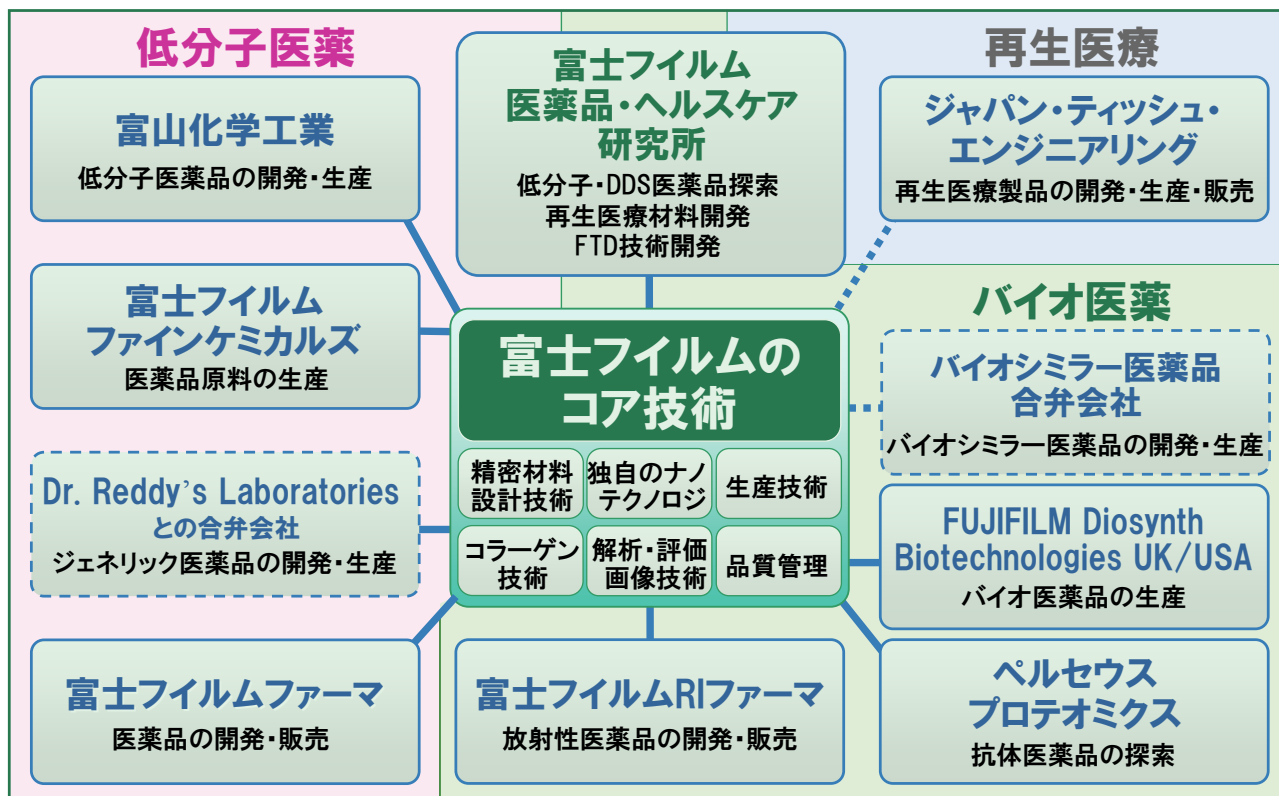 低分子医薬
富山化学工業
低分子医薬品の開発・生産
富士フイルム
ファインケミカルズ
医薬品原料の生産
Dr. Reddy’s Laboratories
との合弁会社
ジェネリック医薬品の開発・生産
富士フイルムファーマ
医薬品の開発・販売
富士フイルム
医薬品・ヘルスケア
研究所
低分子・DDS医薬品探索
再生医療材料開発
FTD技術開発
富士フイルムの
コア技術
精密材料
設計技術
独自のナノ
テクノロジ
生産技術
コラーゲン
技術
解析・評価
画像技術
品質管理
富士フイルムRIファーマ
放射性医薬品の開発・販売
再生医療
ジャパン・ティッシュ・
エンジニアリング
再生医療製品の開発・生産・販売
バイオ医薬
バイオシミラー医薬品
合弁会社
バイオシミラー医薬品の開発・生産
FUJIFILM Diosynth
Biotechnologies UK/USA
バイオ医薬品の生産
ペルセウス
プロテオミクス
抗体医薬品の探索